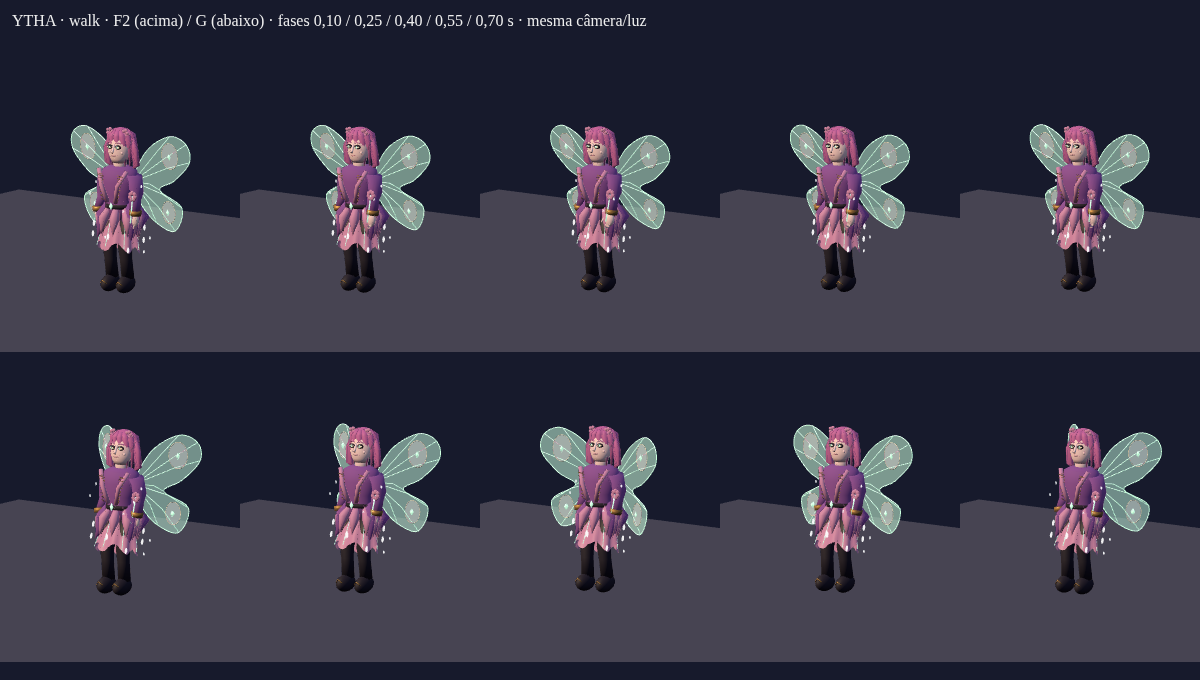 YTHA · walk · F2 (acima) / G (abaixo) · fases 0,10 / 0,25 / 0,40 / 0,55 / 0,70 s · mesma câmera/luz